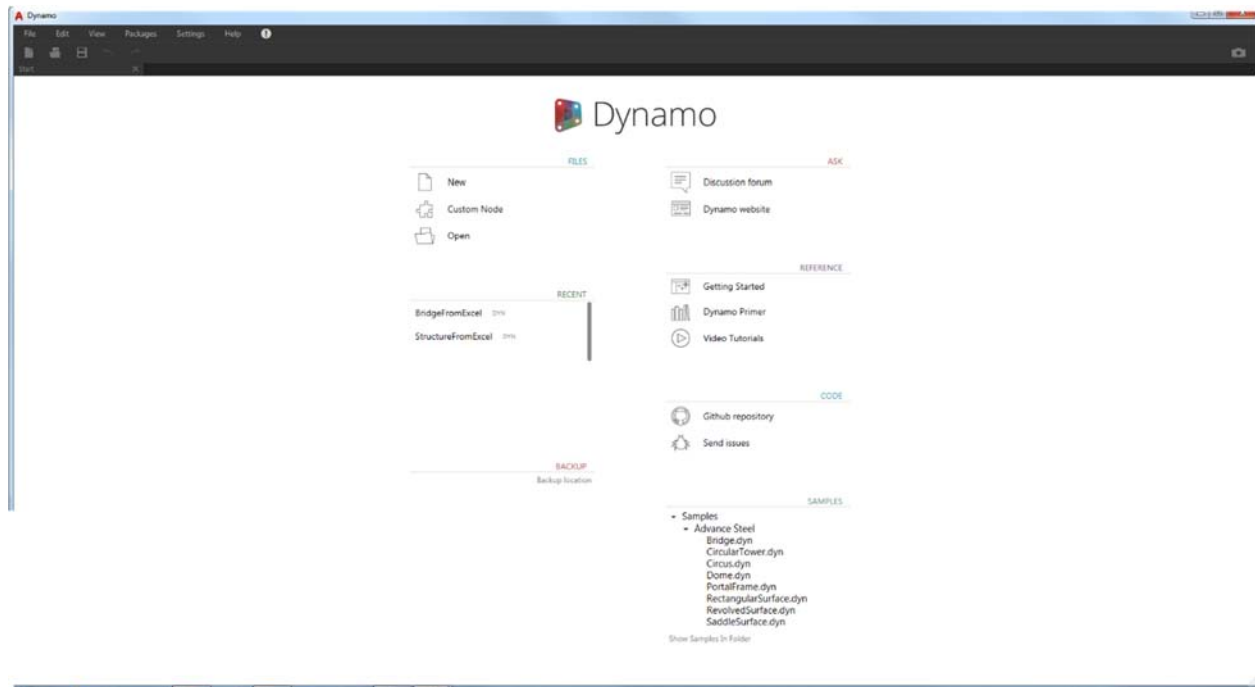 Dynamo
File Edit View Packages Settings Help
Start
Dynamo
FILES
New
Custom Node
Open
RECENT
BridgeFromExcel DYN
StructureFromExcel DYN
BACKUP
Backup location
ASK
Discussion forum
Dynamo website
REFERENCE
Getting Started
Dynamo Primer
Video Tutorials
CODE
Github repository
Send issues
SAMPLES
Samples
Advance Steel
Bridge.dyn
CircularTower.dyn
Circus.dyn
Dome.dyn
PortalFrame.dyn
RectangularSurface.dyn
RevolvedSurface.dyn
SaddleSurface.dyn
Show Samples In Folder